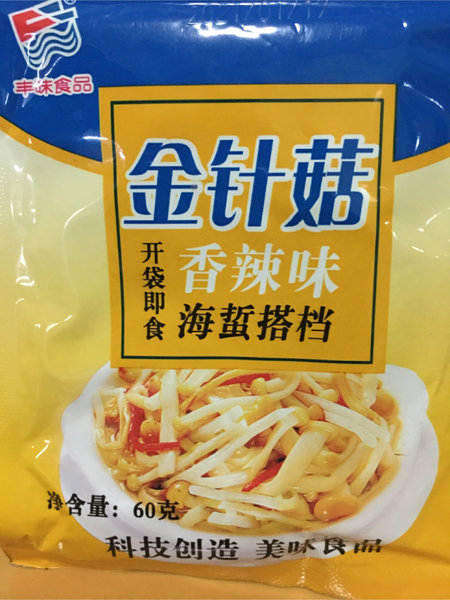 丰味食品
金针菇
开袋即食
香辣味
海蜇搭档
净含量：60克
科技创造 美味食品